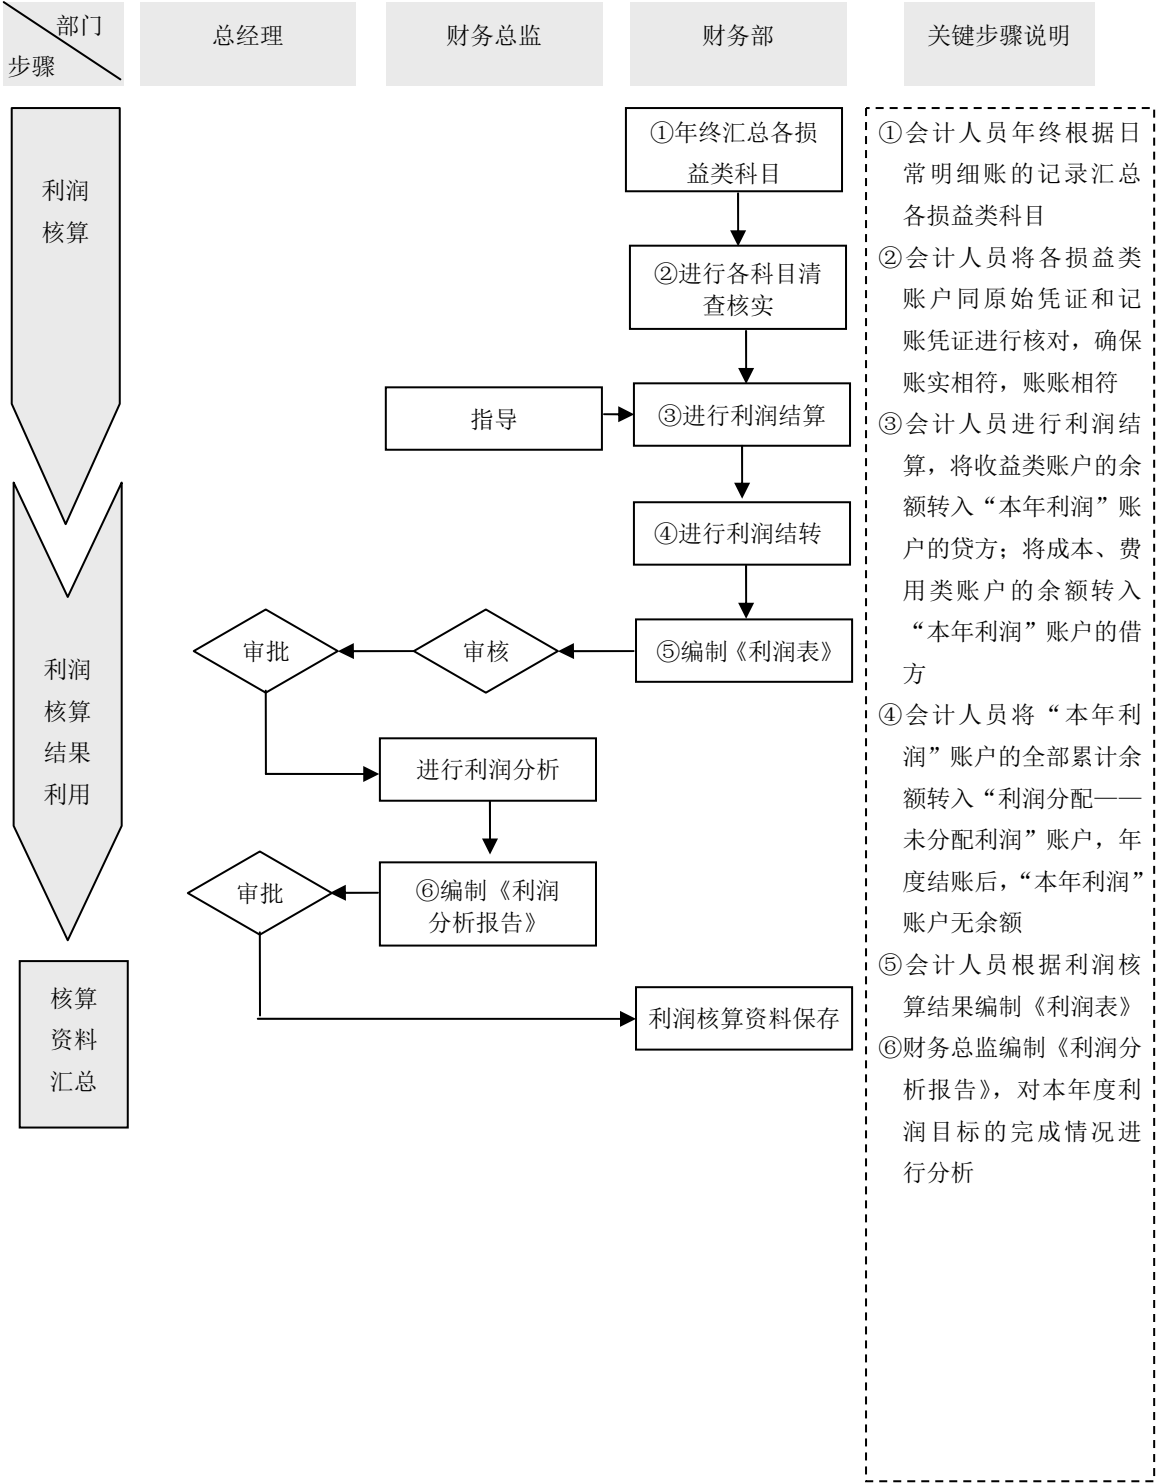 部门
步骤
总经理
财务总监
财务部
关键步骤说明
利润
核算
利润
核算
结果
利用
核算
资料
汇总
①年终汇总各损
益类科目
②进行各科目清
查核实
指导
③进行利润结算
④进行利润结转
审批
审核
⑤编制《利润表》
进行利润分析
审批
⑥编制《利润
分析报告》
利润核算资料保存
①会计人员年终根据日
常明细账的记录汇总
各损益类科目
②会计人员将各损益类
账户同原始凭证和记
账凭证进行核对，确保
账实相符，账账相符
③会计人员进行利润结
算，将收益类账户的余
额转入“本年利润”账
户的贷方；将成本、费
用类账户的余额转入
“本年利润”账户的借
方
④会计人员将“本年利
润”账户的全部累计余
额转入“利润分配——
未分配利润”账户，年
度结账后，“本年利润”
账户无余额
⑤会计人员根据利润核
算结果编制《利润表》
⑥财务总监编制《利润分
析报告》，对本年度利
润目标的完成情况进
行分析